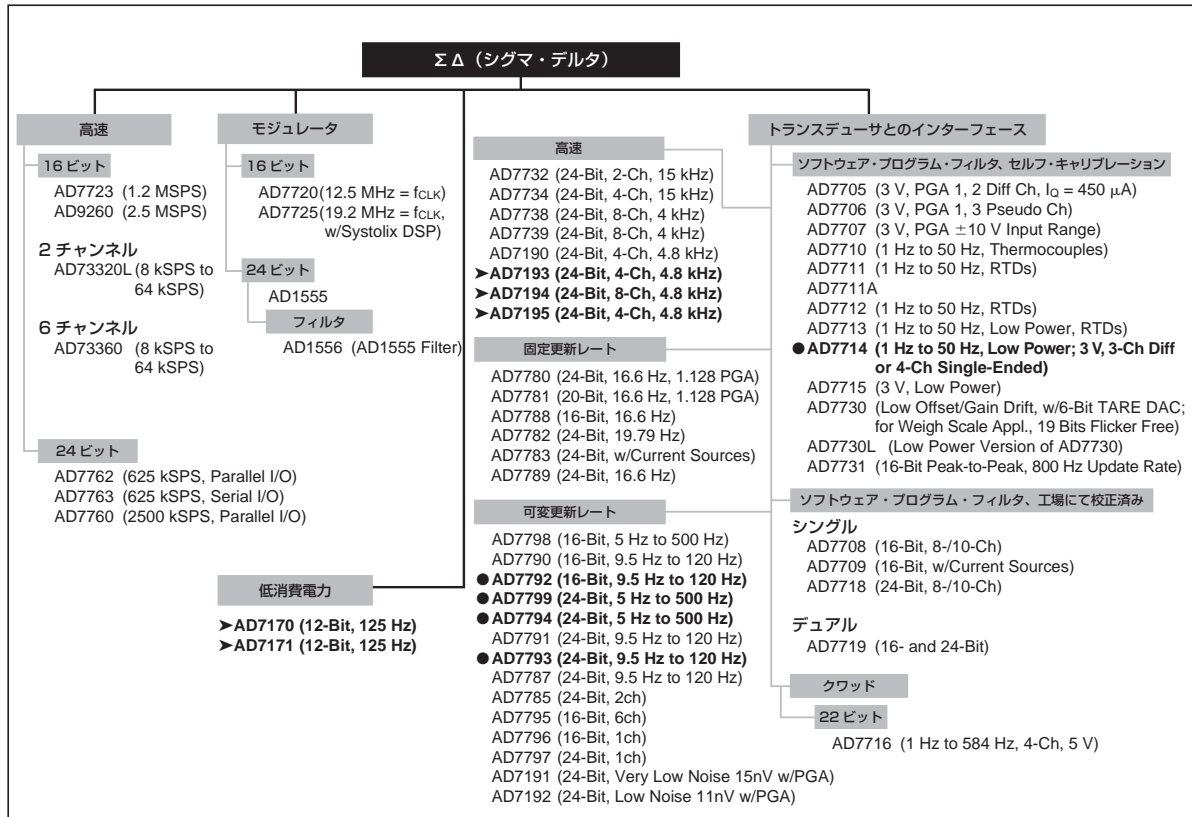 ΣΔ（シグマ・デルタ）
高速
16 ビット
AD7723 (1.2 MSPS)
AD9260 (2.5 MSPS)
2 チャンネル
AD73320L (8 kSPS to
64 kSPS)
6 チャンネル
AD73360 (8 kSPS to
64 kSPS)
24 ビット
AD7762 (625 kSPS, Parallel I/O)
AD7763 (625 kSPS, Serial I/O)
AD7760 (2500 kSPS, Parallel I/O)
モジュレータ
16 ビット
AD7720 (12.5 MHz = fCLK)
AD7725 (19.2 MHz = fCLK,
w/Systolix DSP)
24 ビット
AD1555
フィルタ
AD1556 (AD1555 Filter)
低消費電力
➤AD7170 (12-Bit, 125 Hz)
➤AD7171 (12-Bit, 125 Hz)
トランスデューサとのインターフェース
高速
AD7732 (24-Bit, 2-Ch, 15 kHz)
AD7734 (24-Bit, 4-Ch, 15 kHz)
AD7738 (24-Bit, 8-Ch, 4 kHz)
AD7739 (24-Bit, 8-Ch, 4 kHz)
AD7190 (24-Bit, 4-Ch, 4.8 kHz)
➤AD7193 (24-Bit, 4-Ch, 4.8 kHz)
➤AD7194 (24-Bit, 8-Ch, 4.8 kHz)
➤AD7195 (24-Bit, 4-Ch, 4.8 kHz)
固定更新レート
AD7780 (24-Bit, 16.6 Hz, 1.128 PGA)
AD7781 (20-Bit, 16.6 Hz, 1.128 PGA)
AD7788 (16-Bit, 16.6 Hz)
AD7782 (24-Bit, 19.79 Hz)
AD7783 (24-Bit, w/Current Sources)
AD7789 (24-Bit, 16.6 Hz)
可変更新レート
AD7798 (16-Bit, 5 Hz to 500 Hz)
AD7790 (16-Bit, 9.5 Hz to 120 Hz)
●AD7792 (16-Bit, 9.5 Hz to 120 Hz)
●AD7799 (24-Bit, 5 Hz to 500 Hz)
●AD7794 (24-Bit, 5 Hz to 500 Hz)
AD7791 (24-Bit, 9.5 Hz to 120 Hz)
●AD7793 (24-Bit, 9.5 Hz to 120 Hz)
AD7787 (24-Bit, 9.5 Hz to 120 Hz)
AD7785 (24-Bit, 2ch)
AD7795 (16-Bit, 6ch)
AD7796 (16-Bit, 1ch)
AD7797 (24-Bit, 1ch)
AD7191 (24-Bit, Very Low Noise 15nV w/PGA)
AD7192 (24-Bit, Low Noise 11nV w/PGA)
ソフトウェア・プログラム・フィルタ、セルフ・キャリブレーション
AD7705 (3 V, PGA 1, 2 Diff Ch, IQ = 450 μA)
AD7706 (3 V, PGA 1, 3 Pseudo Ch)
AD7707 (3 V, PGA ±10 V Input Range)
AD7710 (1 Hz to 50 Hz, Thermocouples)
AD7711 (1 Hz to 50 Hz, RTDs)
AD7711A
AD7712 (1 Hz to 50 Hz, RTDs)
AD7713 (1 Hz to 50 Hz, Low Power, RTDs)
●AD7714 (1 Hz to 50 Hz, Low Power; 3 V, 3-Ch Diff
or 4-Ch Single-Ended)
AD7715 (3 V, Low Power)
AD7730 (Low Offset/Gain Drift, w/6-Bit TARE DAC;
for Weigh Scale Appl., 19 Bits Flicker Free)
AD7730L (Low Power Version of AD7730)
AD7731 (16-Bit Peak-to-Peak, 800 Hz Update Rate)
ソフトウェア・プログラム・フィルタ、工場にて校正済み
シングル
AD7708 (16-Bit, 8-/10-Ch)
AD7709 (16-Bit, w/Current Sources)
AD7718 (24-Bit, 8-/10-Ch)
デュアル
AD7719 (16- and 24-Bit)
クワッド
22 ビット
AD7716 (1 Hz to 584 Hz, 4-Ch, 5 V)